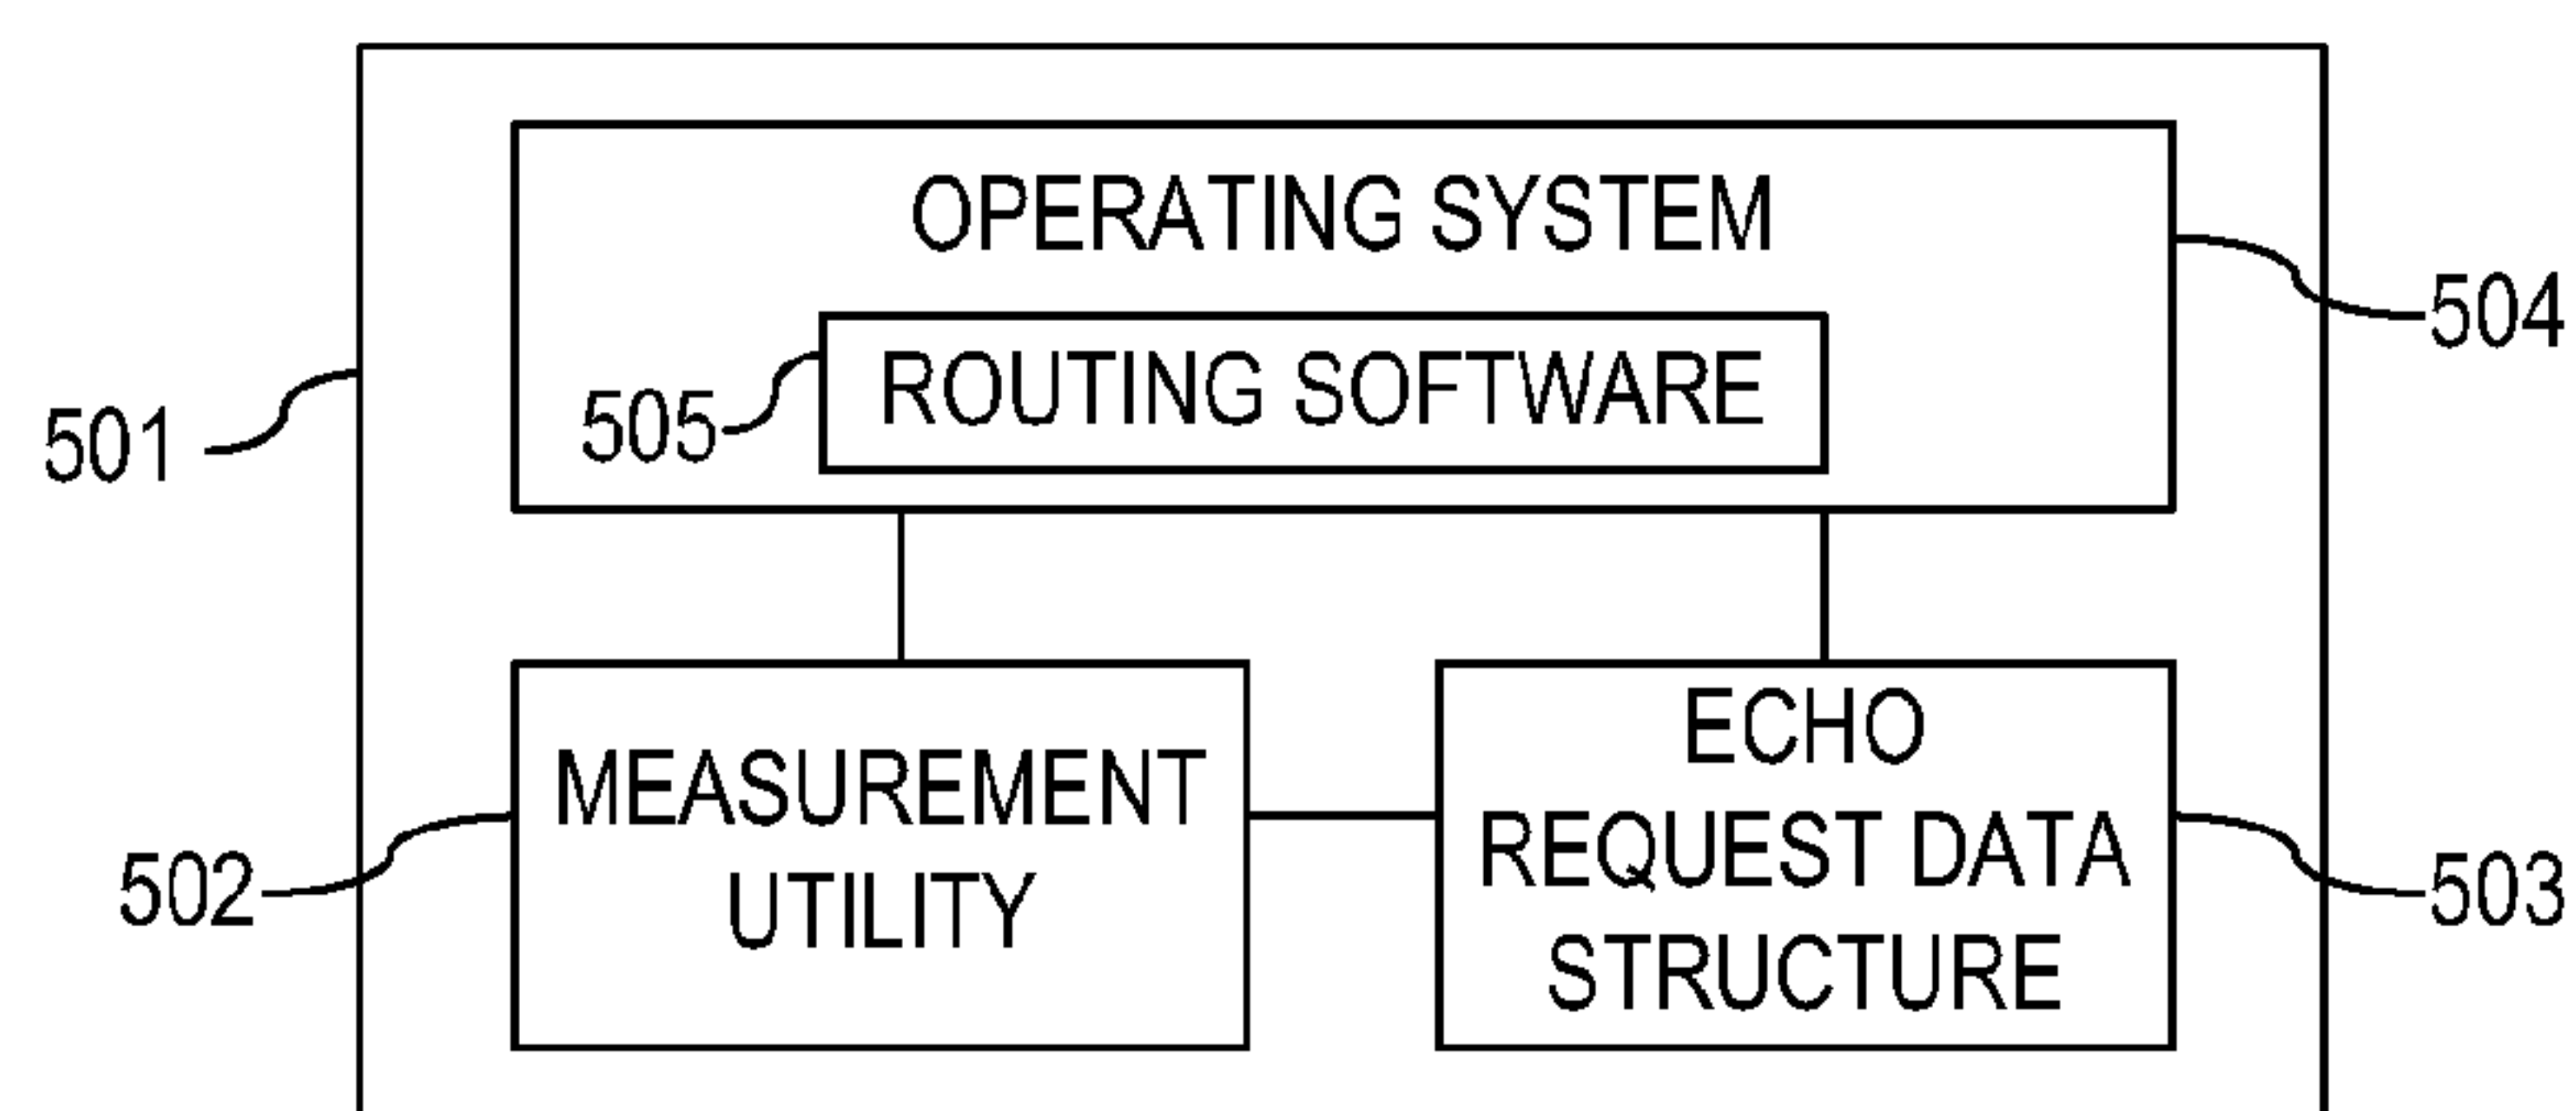 OPERATING SYSTEM
504
ROUTING SOFTWARE
505
501
MEASUREMENT
UTILITY
502
ECHO
REQUEST DATA
STRUCTURE
503